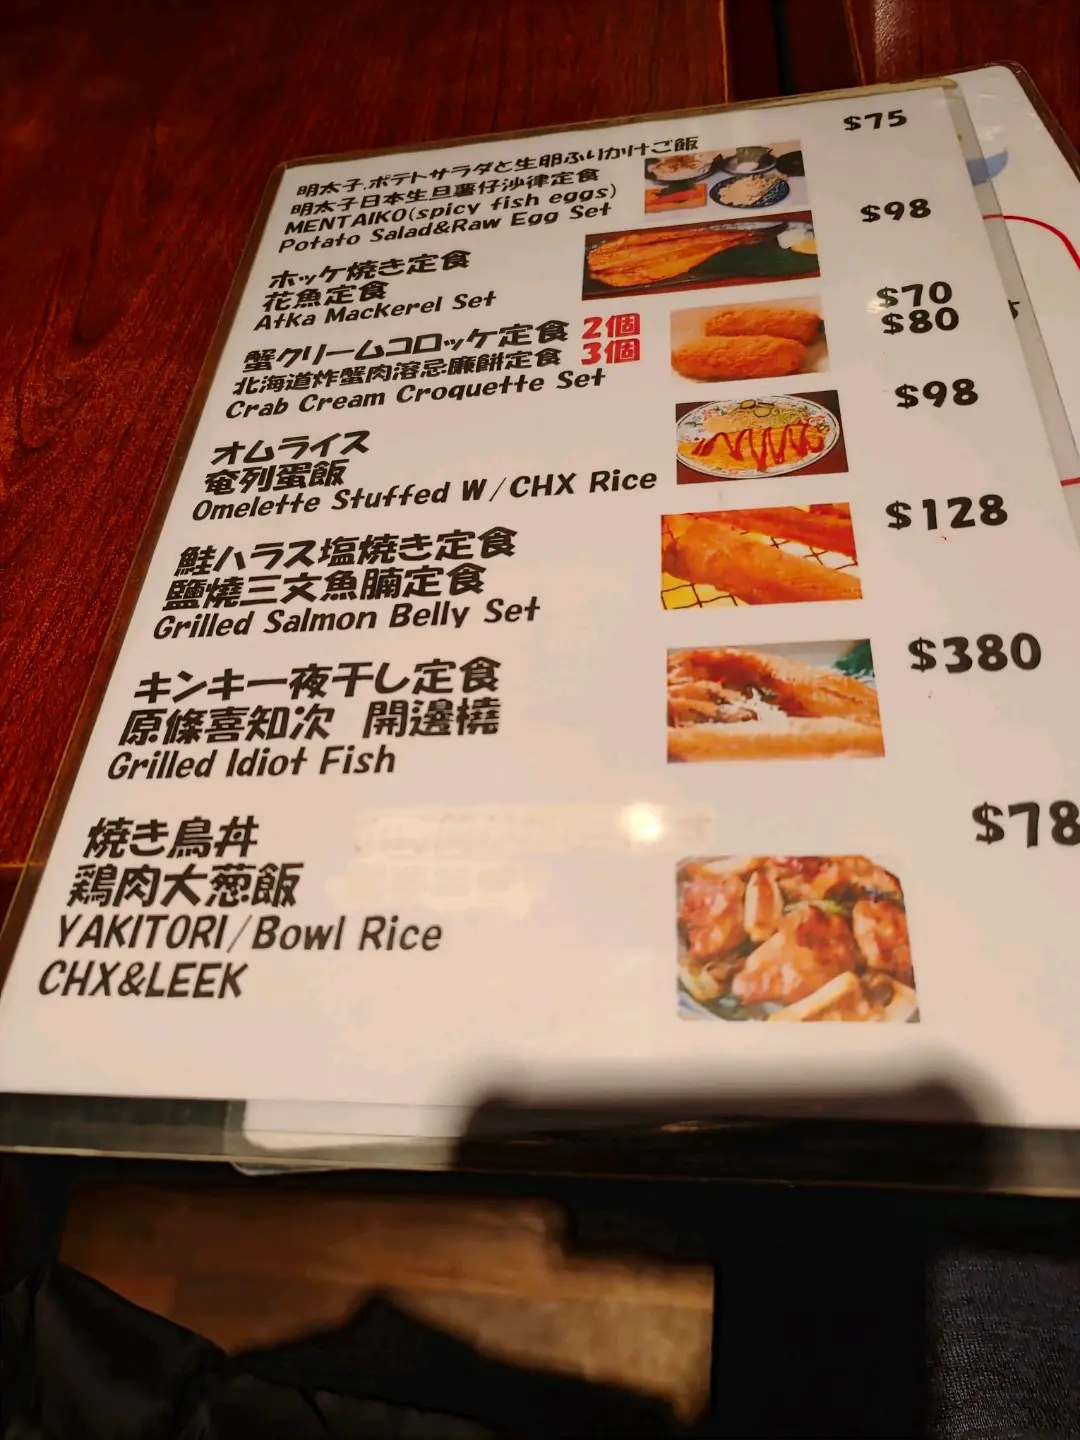 明太子,ポテトサラダと生卵ふりかけご飯
明太子日本生旦薯仔沙律定食
MENTAIKO(spicy fish eggs)
Potato Salad&Raw Egg Set
$75
ホッケ焼き定食
花魚定食
Atka Mackerel Set
$98
蟹クリームコロッケ定食 2個 $70
北海道炸蟹肉溶忌廉餅定食 3個 $80
Crab Cream Croquette Set
オムライス
奄列蛋飯
Omelette Stuffed W/CHX Rice
$98
鮭ハラス塩焼き定食
鹽燒三文魚腩定食
Grilled Salmon Belly Set
$128
キンキ一夜干し定食
原條喜知次 開邊燒
Grilled Idiot Fish
$380
焼き鳥丼
鶏肉大葱飯
YAKITORI/Bowl Rice
CHX&LEEK
$78